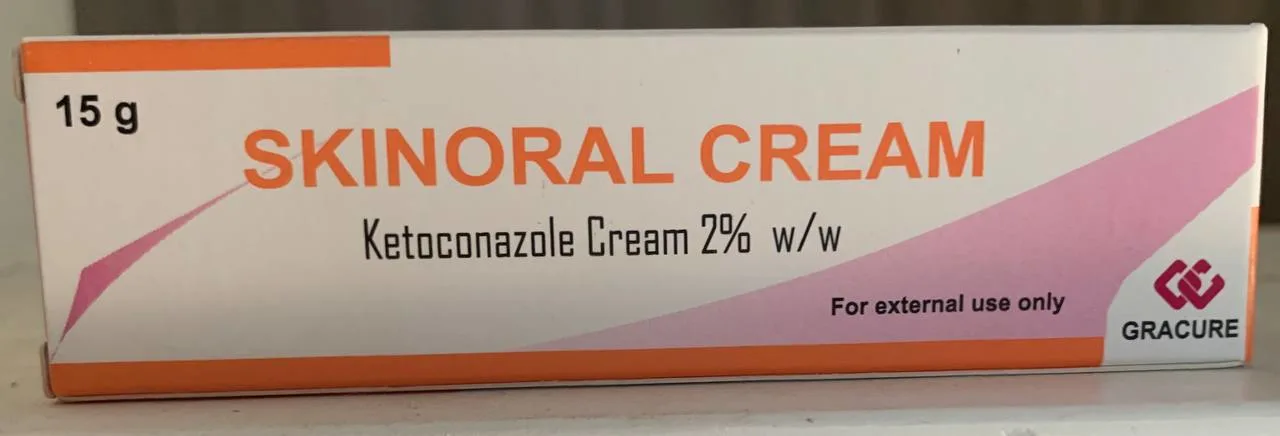 15 g
SKINORAL CREAM
Ketoconazole Cream 2% w/w
For external use only
GRACURE